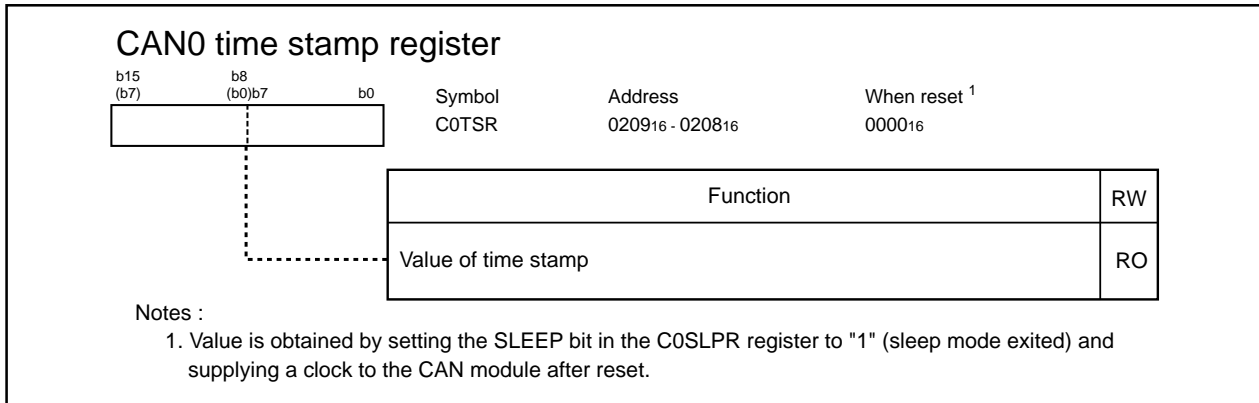 CAN0 time stamp register
b15 b8
(b7) (b0)b7 b0
Symbol Address When reset 1
C0TSR 020916 - 020816 000016
Function RW
Value of time stamp RO
Notes :
1. Value is obtained by setting the SLEEP bit in the C0SLPR register to "1" (sleep mode exited) and
supplying a clock to the CAN module after reset.